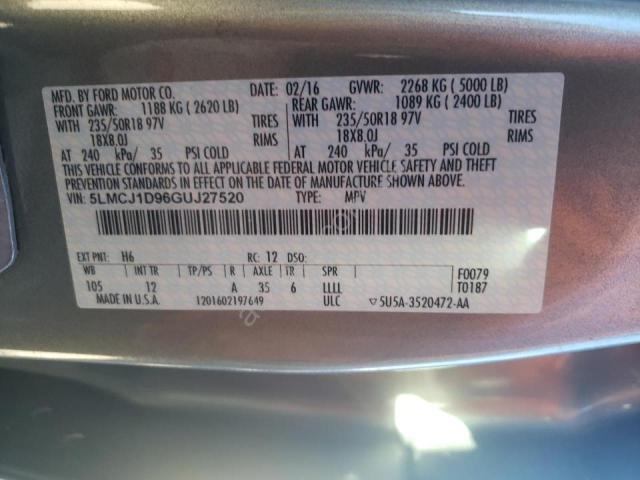 MFD. BY FORD MOTOR CO. DATE: 02/16 GVWR: 2268 KG ( 5000 LB)
FRONT GAWR: 1188 KG ( 2620 LB) REAR GAWR: 1089 KG ( 2400 LB)
WITH 235/50R18 97V TIRES WITH 235/50R18 97V TIRES
18X8.0J RIMS 18X8.0J RIMS
AT 240 kPa/ 35 PSI COLD AT 240 kPa/ 35 PSI COLD
THIS VEHICLE CONFORMS TO ALL APPLICABLE FEDERAL MOTOR VEHICLE SAFETY AND THEFT
PREVENTION STANDARDS IN EFFECT ON THE DATE OF MANUFACTURE SHOWN ABOVE.
VIN: 5LMCJ1D96GUJ27520 TYPE: MPV
EXT PNT: H6 RC: 12 DSO:
WB INT TR TP/PS R AXLE TR SPR F0079
105 12 A 35 6 LLLL T0187
MADE IN U.S.A. 1201602197649 ULC 5U5A-3520472-AA